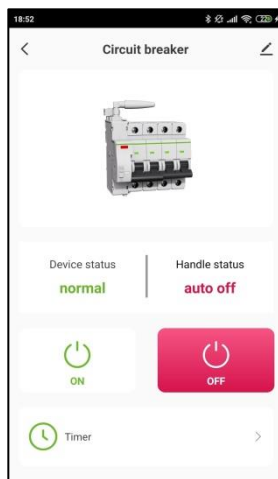 18:52
Circuit breaker
Device status
Handle status
normal
auto off
ON
OFF
Timer